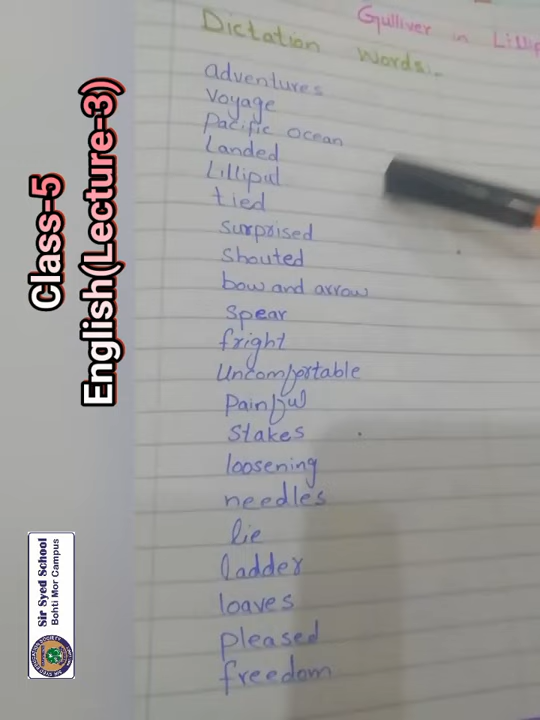 Gulliver in Lillip
Dictation Words:-
adventures
Voyage
Pacific Ocean
Landed
Lilliput
tied
surprised
shouted
bow and arrow
spear
fright
Uncomfortable
Painful
Stakes
loosening
needles
lie
ladder
loaves
pleased
freedom
Class-5
English(Lecture-3)
Sir Syed School
Bohti Mor Campus